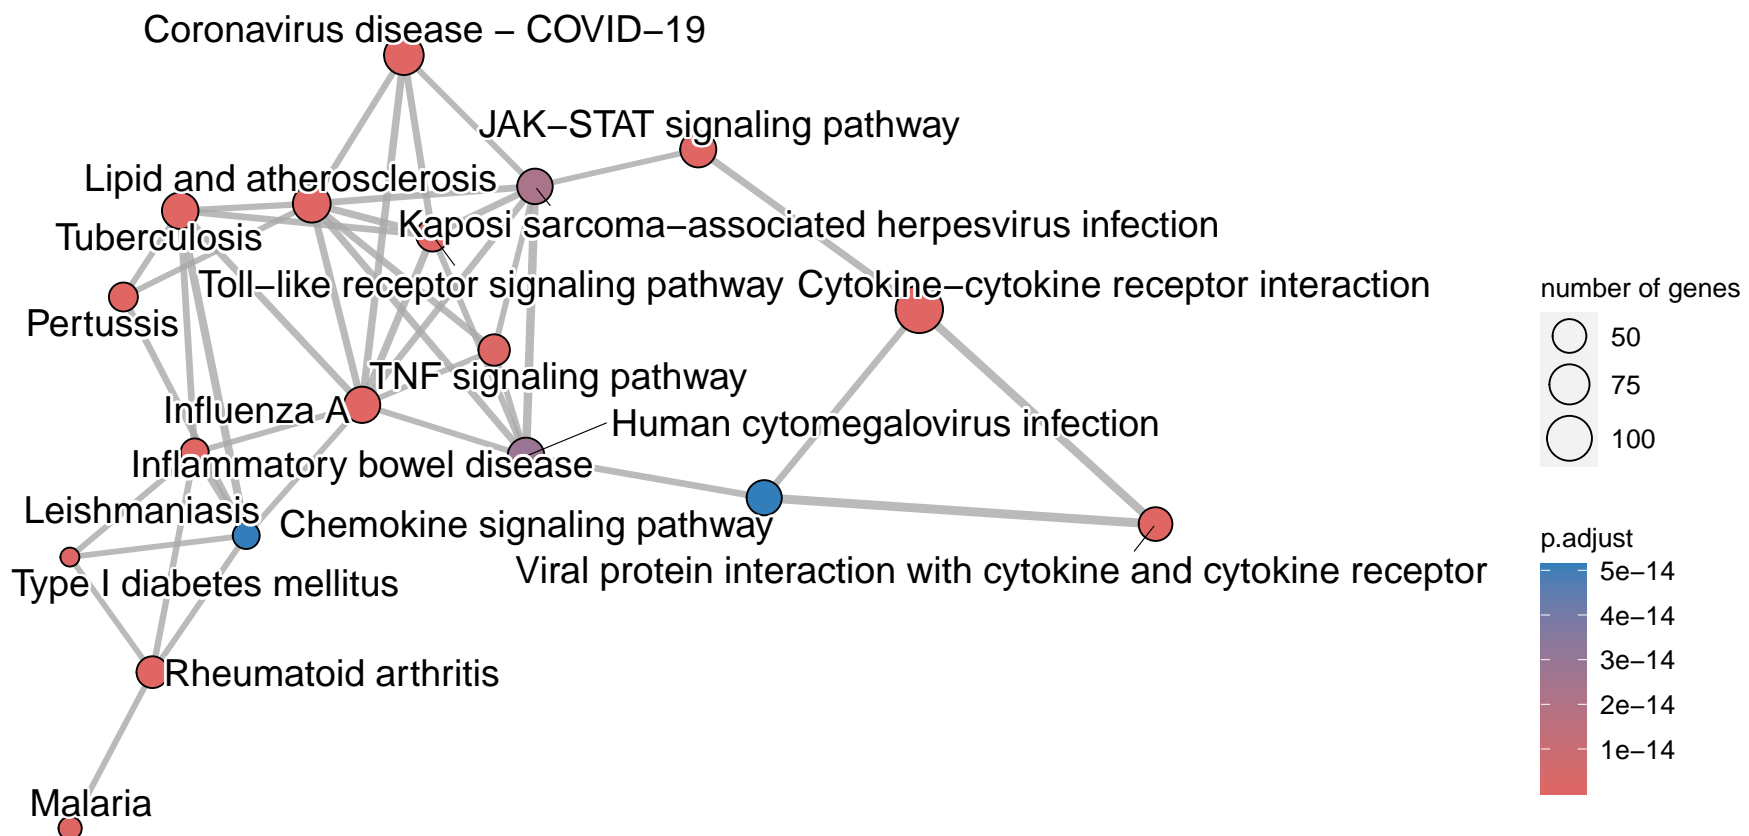 Coronavirus disease – COVID−19
JAK−STAT signaling pathway
Lipid and atherosclerosis
Kaposi sarcoma−associated herpesvirus infection
Tuberculosis
Toll−like receptor signaling pathway
Cytokine−cytokine receptor interaction
Pertussis
TNF signaling pathway
Influenza A
Human cytomegalovirus infection
Inflammatory bowel disease
Leishmaniasis
Chemokine signaling pathway
Viral protein interaction with cytokine and cytokine receptor
Type I diabetes mellitus
Rheumatoid arthritis
Malaria
number of genes
50
75
100
p.adjust
5e−14
4e−14
3e−14
2e−14
1e−14